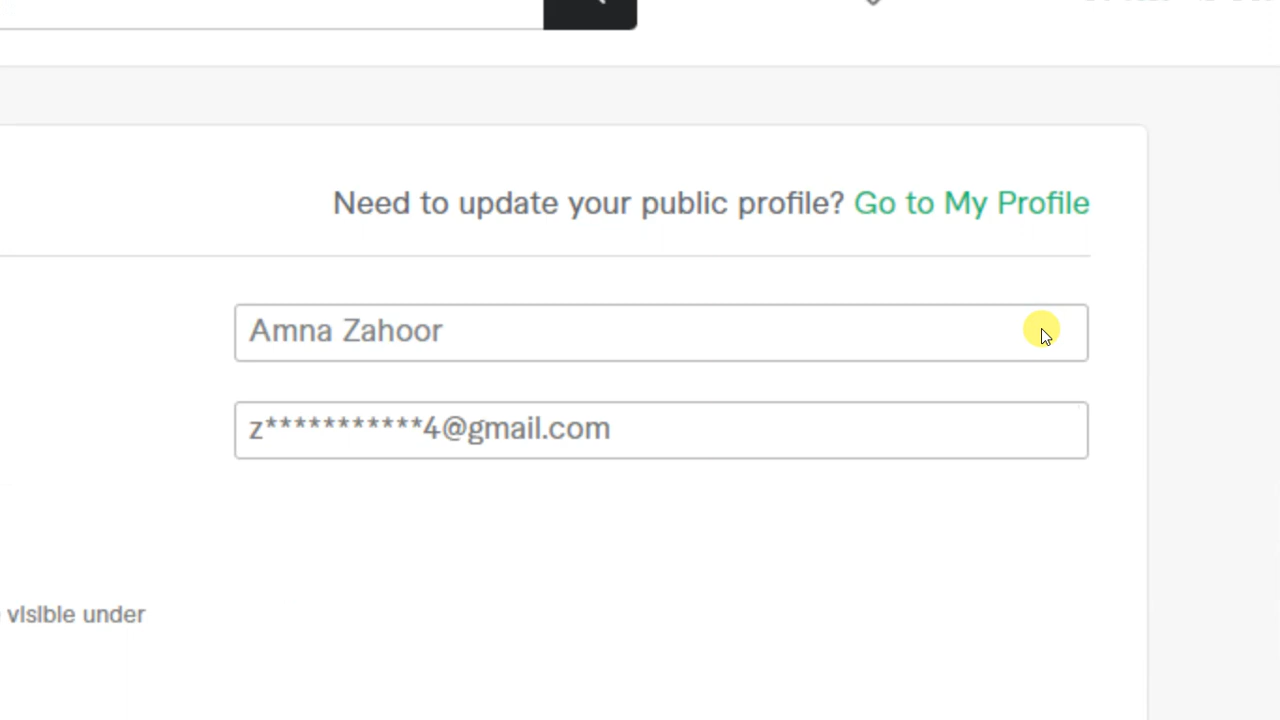 Need to update your public profile? Go to My Profile
Amna Zahoor
z***********4@gmail.com
visible under